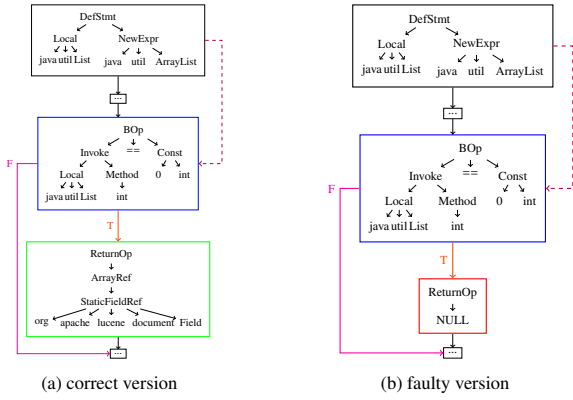 DefStmt
Local NewExpr
java util List java util ArrayList
...
BOp
Invoke == Const
Local Method 0 int
java util List int
F
T
ReturnOp
ArrayRef
StaticFieldRef
org apache lucene document Field
...
(a) correct version
DefStmt
Local NewExpr
java util List java util ArrayList
...
BOp
Invoke == Const
Local Method 0 int
java util List int
F
T
ReturnOp
NULL
...
(b) faulty version